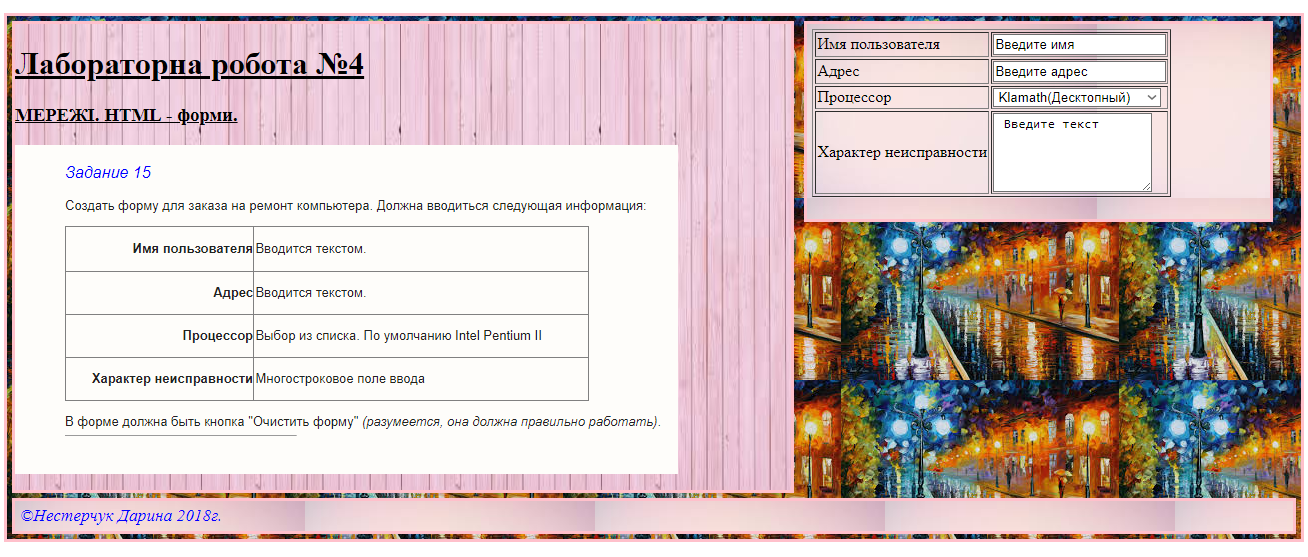 Лабораторна робота №4
МЕРЕЖІ. HTML - форми.
Задание 15
Создать форму для заказа на ремонт компьютера. Должна вводиться следующая информация:
Имя пользователя Вводится текстом.
Адрес Вводится текстом.
Процессор Выбор из списка. По умолчанию Intel Pentium II
Характер неисправности Многостроковое поле ввода
В форме должна быть кнопка "Очистить форму" (разумеется, она должна правильно работать).
Имя пользователя Введите имя
Адрес Введите адрес
Процессор Klamath(Десктопный)
Характер неисправности Введите текст
©Нестерчук Дарина 2018г.